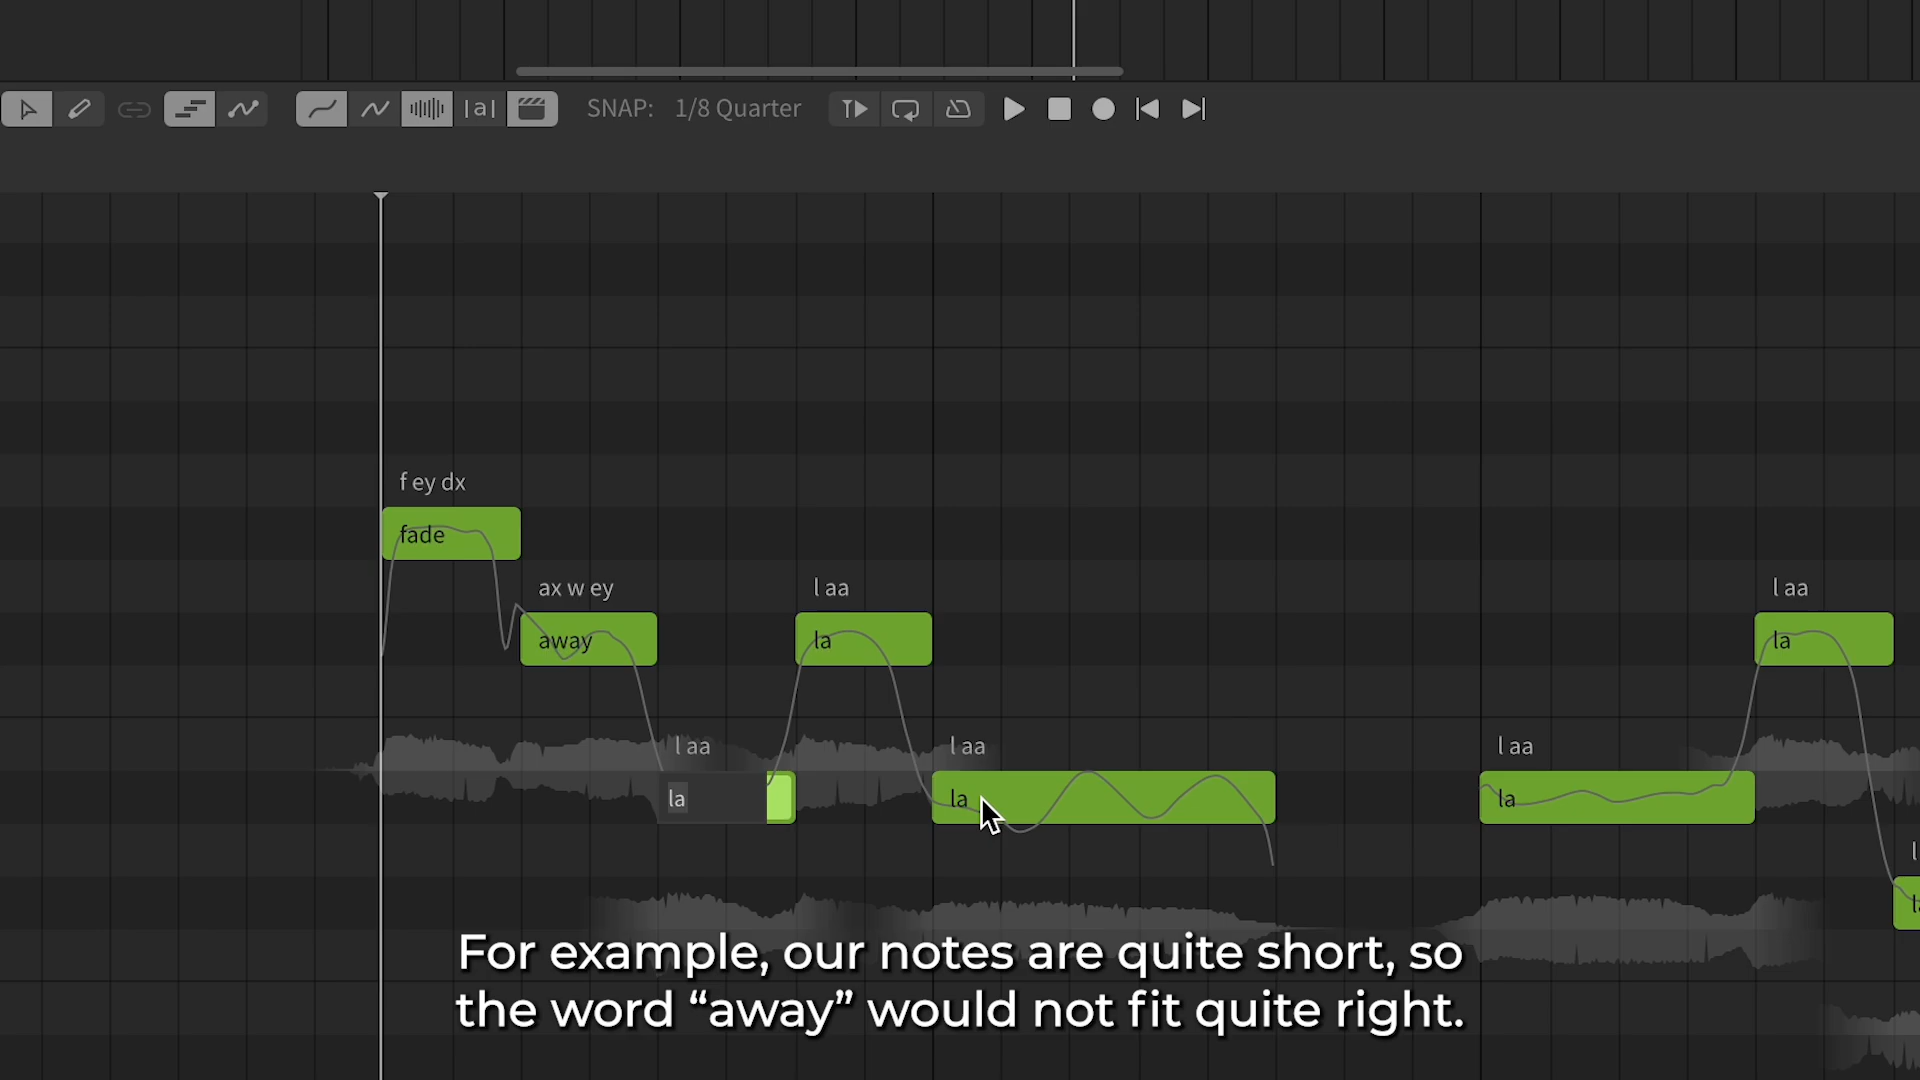 |a|
SNAP: 1/8 Quarter
f ey dx
fade
ax w ey
away
l aa
la
l aa
la
l aa
la
l aa
la
l aa
la
For example, our notes are quite short, so
the word “away” would not fit quite right.